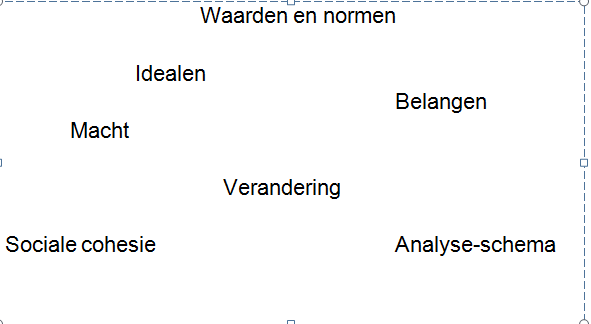 Waarden en normen
Idealen
Belangen
Macht
Verandering
Sociale cohesie
Analyse-schema